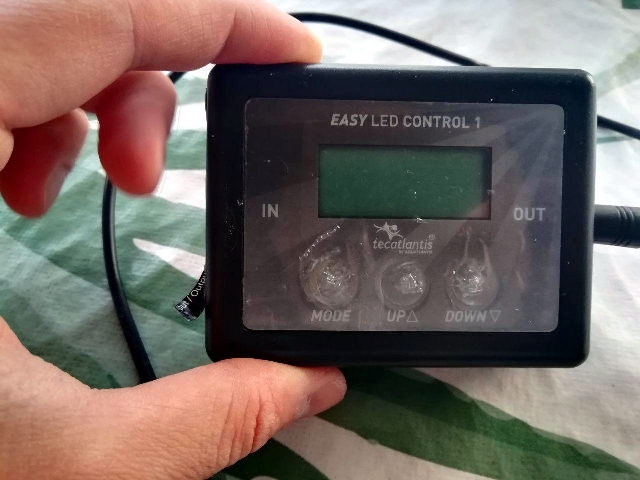 EASY LED CONTROL 1
IN
OUT
tecatlantis
MODE UP△ DOWN▽